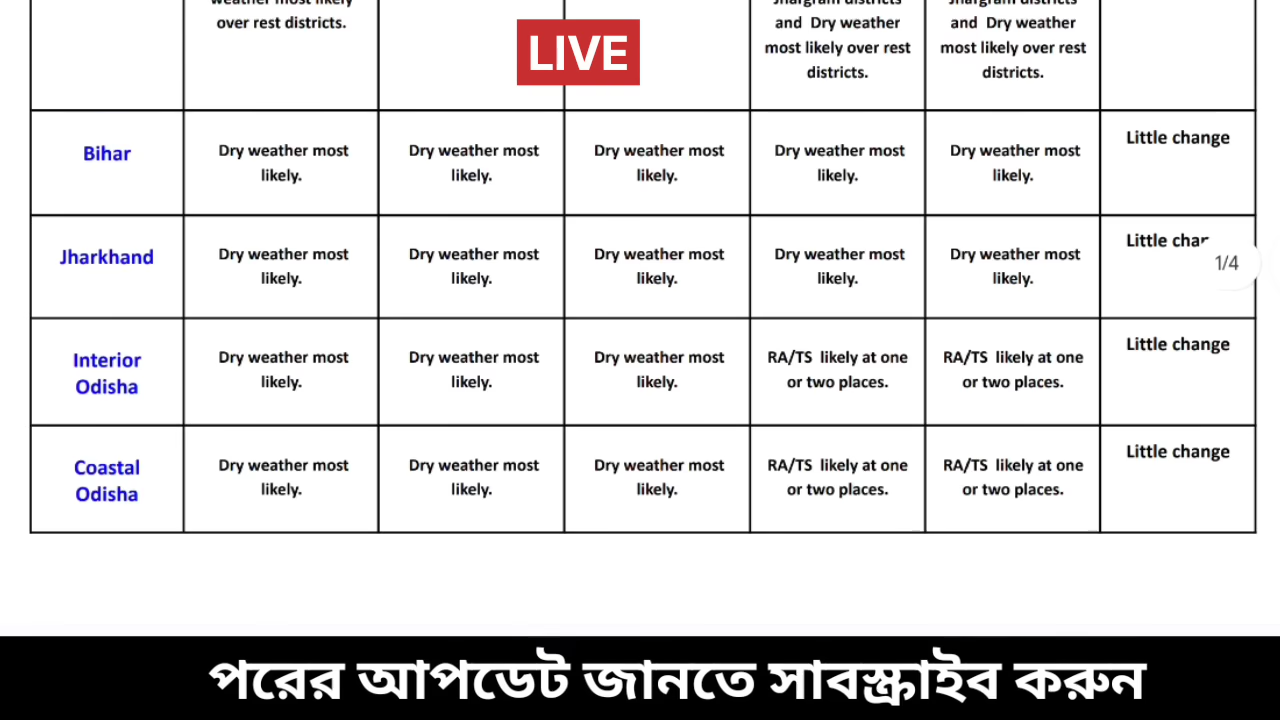 weather most likely
over rest districts.
Jhargram districts
and Dry weather
most likely over rest
districts.
Jhargram districts
and Dry weather
most likely over rest
districts.
LIVE
Bihar
Dry weather most
likely.
Dry weather most
likely.
Dry weather most
likely.
Dry weather most
likely.
Dry weather most
likely.
Little change
Jharkhand
Dry weather most
likely.
Dry weather most
likely.
Dry weather most
likely.
Dry weather most
likely.
Dry weather most
likely.
Little
1/4
Interior
Odisha
Dry weather most
likely.
Dry weather most
likely.
Dry weather most
likely.
RA/TS likely at one
or two places.
RA/TS likely at one
or two places.
Little change
Coastal
Odisha
Dry weather most
likely.
Dry weather most
likely.
Dry weather most
likely.
RA/TS likely at one
or two places.
RA/TS likely at one
or two places.
Little change
পরের আপডেট জানতে সাবস্ক্রাইব করুন